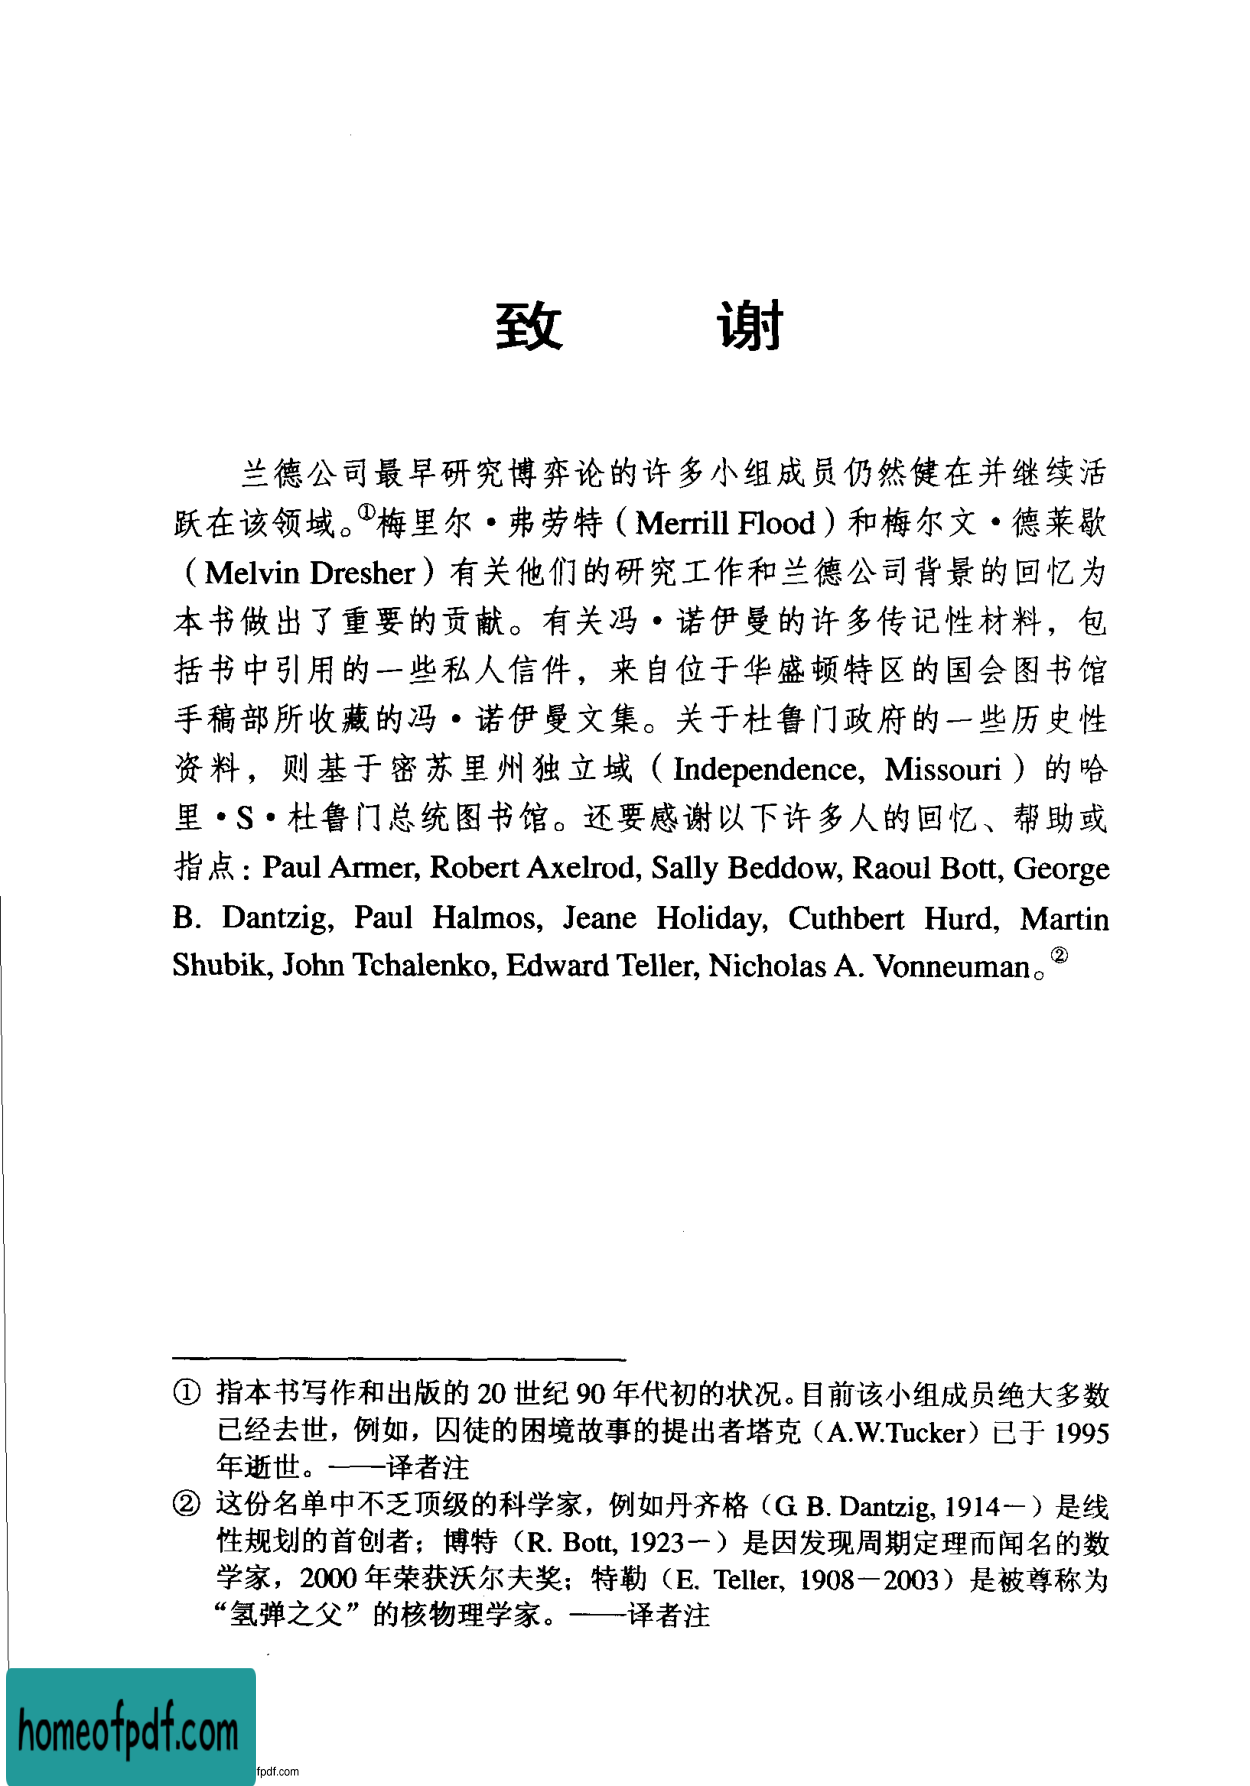 致 谢
兰德公司最早研究博弈论的许多小组成员仍然健在并继续活
跃在该领域。①梅里尔·弗劳特（Merrill Flood）和梅尔文·德莱歇
（Melvin Dresher）有关他们的研究工作和兰德公司背景的回忆为
本书做出了重要的贡献。有关冯·诺伊曼的许多传记性材料，包
括书中引用的一些私人信件，来自位于华盛顿特区的国会图书馆
手稿部所收藏的冯·诺伊曼文集。关于杜鲁门政府的一些历史性
资料，则基于密苏里州独立域（Independence, Missouri）的哈
里·S·杜鲁门总统图书馆。还要感谢以下许多人的回忆、帮助或
指点：Paul Armer, Robert Axelrod, Sally Beddow, Raoul Bott, George
B. Dantzig, Paul Halmos, Jeane Holiday, Cuthbert Hurd, Martin
Shubik, John Tchalenko, Edward Teller, Nicholas A. Vonneuman。②
① 指本书写作和出版的 20 世纪 90 年代初的状况。目前该小组成员绝大多数
已经去世，例如，囚徒的困境故事的提出者塔克（A.W.Tucker）已于 1995
年逝世。——译者注
② 这份名单中不乏顶级的科学家，例如丹齐格（G. B. Dantzig, 1914－）是线
性规划的首创者；博特（R. Bott, 1923－）是因发现周期定理而闻名的数
学家，2000 年荣获沃尔夫奖；特勒（E. Teller, 1908－2003）是被尊称为
“氢弹之父”的核物理学家。——译者注
homeofpdf.com
fpdf.com